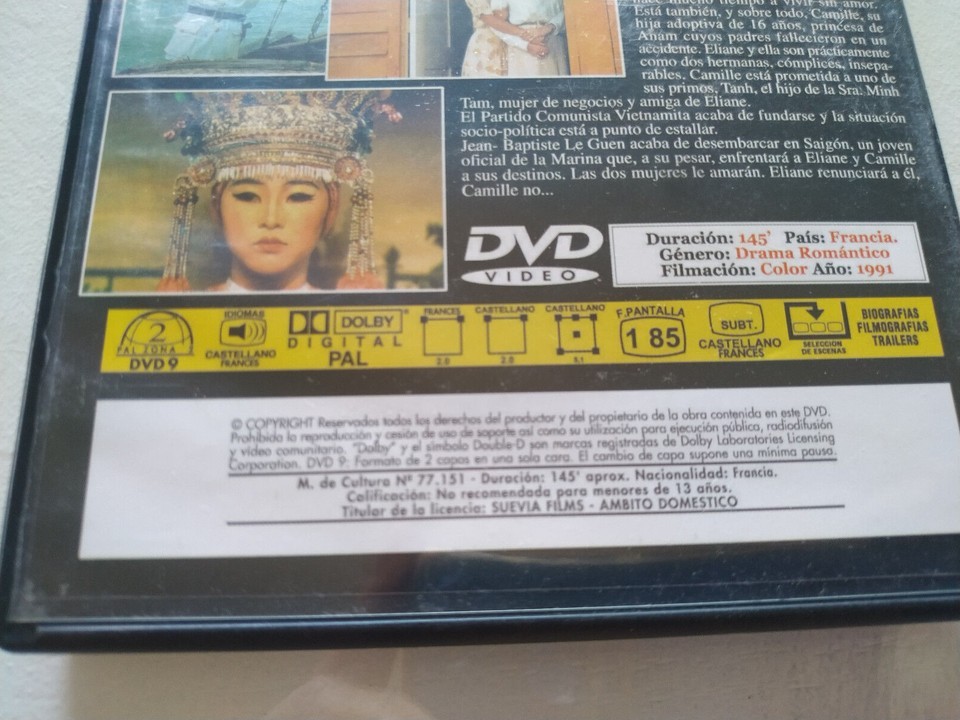 hace mucho tiempo a vivir sin amor.
Está también, y sobre todo, Camille, su
hija adoptiva de 16 años, princesa de
Anam cuyos padres fallecieron en un
accidente. Eliane y ella son prácticamente
como dos hermanas, cómplices, insepa-
rables. Camille está prometida a uno de
sus primos, Tanh, el hijo de la Sra. Minh
Tam, mujer de negocios y amiga de Eliane.
El Partido Comunista Vietnamita acaba de fundarse y la situación
socio-política está a punto de estallar.
Jean- Baptiste Le Guen acaba de desembarcar en Saigón, un joven
oficial de la Marina que, a su pesar, enfrentará a Eliane y Camille
a sus destinos. Las dos mujeres le amarán. Eliane renunciará a él,
Camille no...
DVD
VIDEO
Duración: 145' País: Francia.
Género: Drama Romántico
Filmación: Color Año: 1991
2
PAL ZONA 2
DVD 9
IDIOMAS
CASTELLANO
FRANCES
DOLBY
DIGITAL
PAL
FRANCES
2.0
CASTELLANO
2.0
CASTELLANO
5.1
F.PANTALLA
1 85
SUBT.
CASTELLANO
FRANCES
SELECCION
DE ESCENAS
BIOGRAFIAS
FILMOGRAFIAS
TRAILERS
© COPYRIGHT Reservados todos los derechos del productor y del propietario de la obra contenida en este DVD.
Prohibida la reproducción y cesión de uso de soporte así como su utilización para ejecución pública, radiodifusión
y vídeo comunitario. "Dolby" y el símbolo Double-D son marcas registradas de Dolby Laboratories Licensing
Corporation. DVD 9: Formato de 2 capas en una sola cara. El cambio de capa supone una mínima pausa.
M. de Cultura Nº 77.151 - Duración: 145' aprox. Nacionalidad: Francia.
Calificación: No recomendada para menores de 13 años.
Titular de la licencia: SUEVIA FILMS - AMBITO DOMESTICO